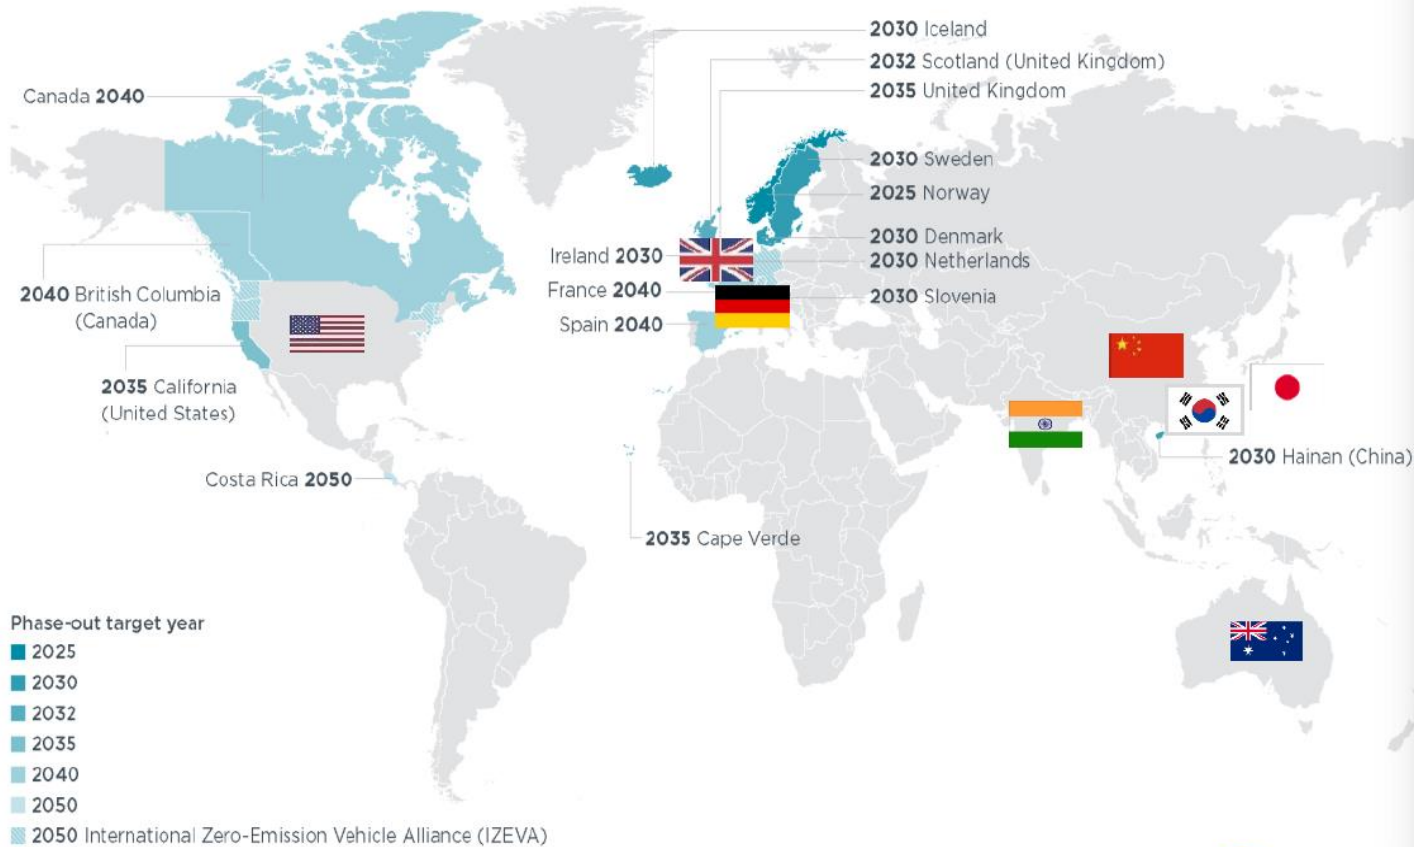 2030 Iceland
2032 Scotland (United Kingdom)
2035 United Kingdom
Canada 2040
2030 Sweden
2025 Norway
2030 Denmark
Ireland 2030
2030 Netherlands
France 2040
2030 Slovenia
2040 British Columbia
(Canada)
Spain 2040
2035 California
(United States)
2030 Hainan (China)
Costa Rica 2050
2035 Cape Verde
Phase-out target year
2025
2030
2032
2035
2040
2050
2050 International Zero-Emission Vehicle Alliance (IZEVA)